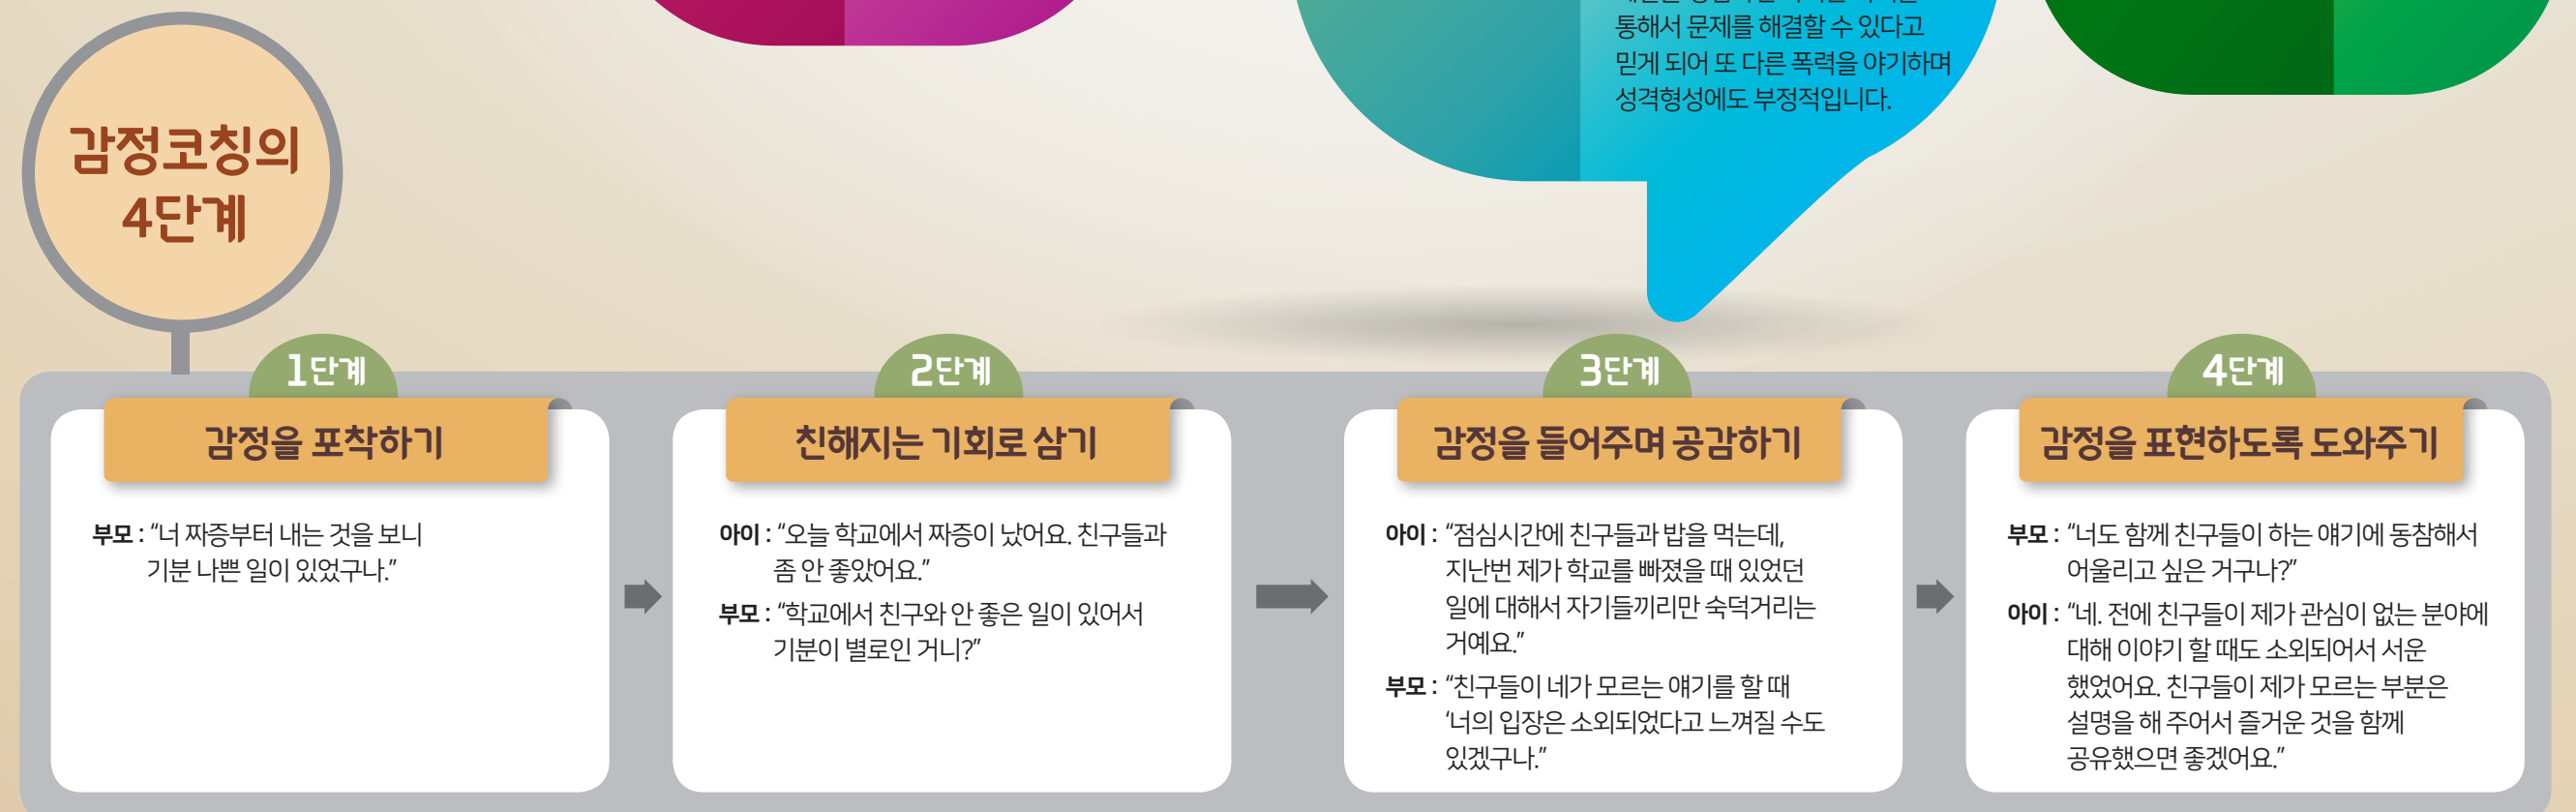 통해서 문제를 해결할 수 있다고
믿게 되어 또 다른 폭력을 야기하며
성격형성에도 부정적입니다.
감정코칭의
4단계
1단계
감정을 포착하기
부모 : “너 짜증부터 내는 것을 보니
기분 나쁜 일이 있었구나.”
2단계
친해지는 기회로 삼기
아이 : “오늘 학교에서 짜증이 났어요. 친구들과
좀 안 좋았어요.”
부모 : “학교에서 친구와 안 좋은 일이 있어서
기분이 별로인 거니?”
3단계
감정을 들어주며 공감하기
아이 : “점심시간에 친구들과 밥을 먹는데,
지난번 제가 학교를 빠졌을 때 있었던
일에 대해서 자기들끼리만 숙덕거리는
거예요.”
부모 : “친구들이 네가 모르는 얘기를 할 때
‘너의 입장은 소외되었다고 느껴질 수도
있겠구나.”
4단계
감정을 표현하도록 도와주기
부모 : “너도 함께 친구들이 하는 얘기에 동참해서
어울리고 싶은 거구나?”
아이 : “네. 전에 친구들이 제가 관심이 없는 분야에
대해 이야기 할 때도 소외되어서 서운
했었어요. 친구들이 제가 모르는 부분은
설명을 해 주어서 즐거운 것을 함께
공유했으면 좋겠어요.”